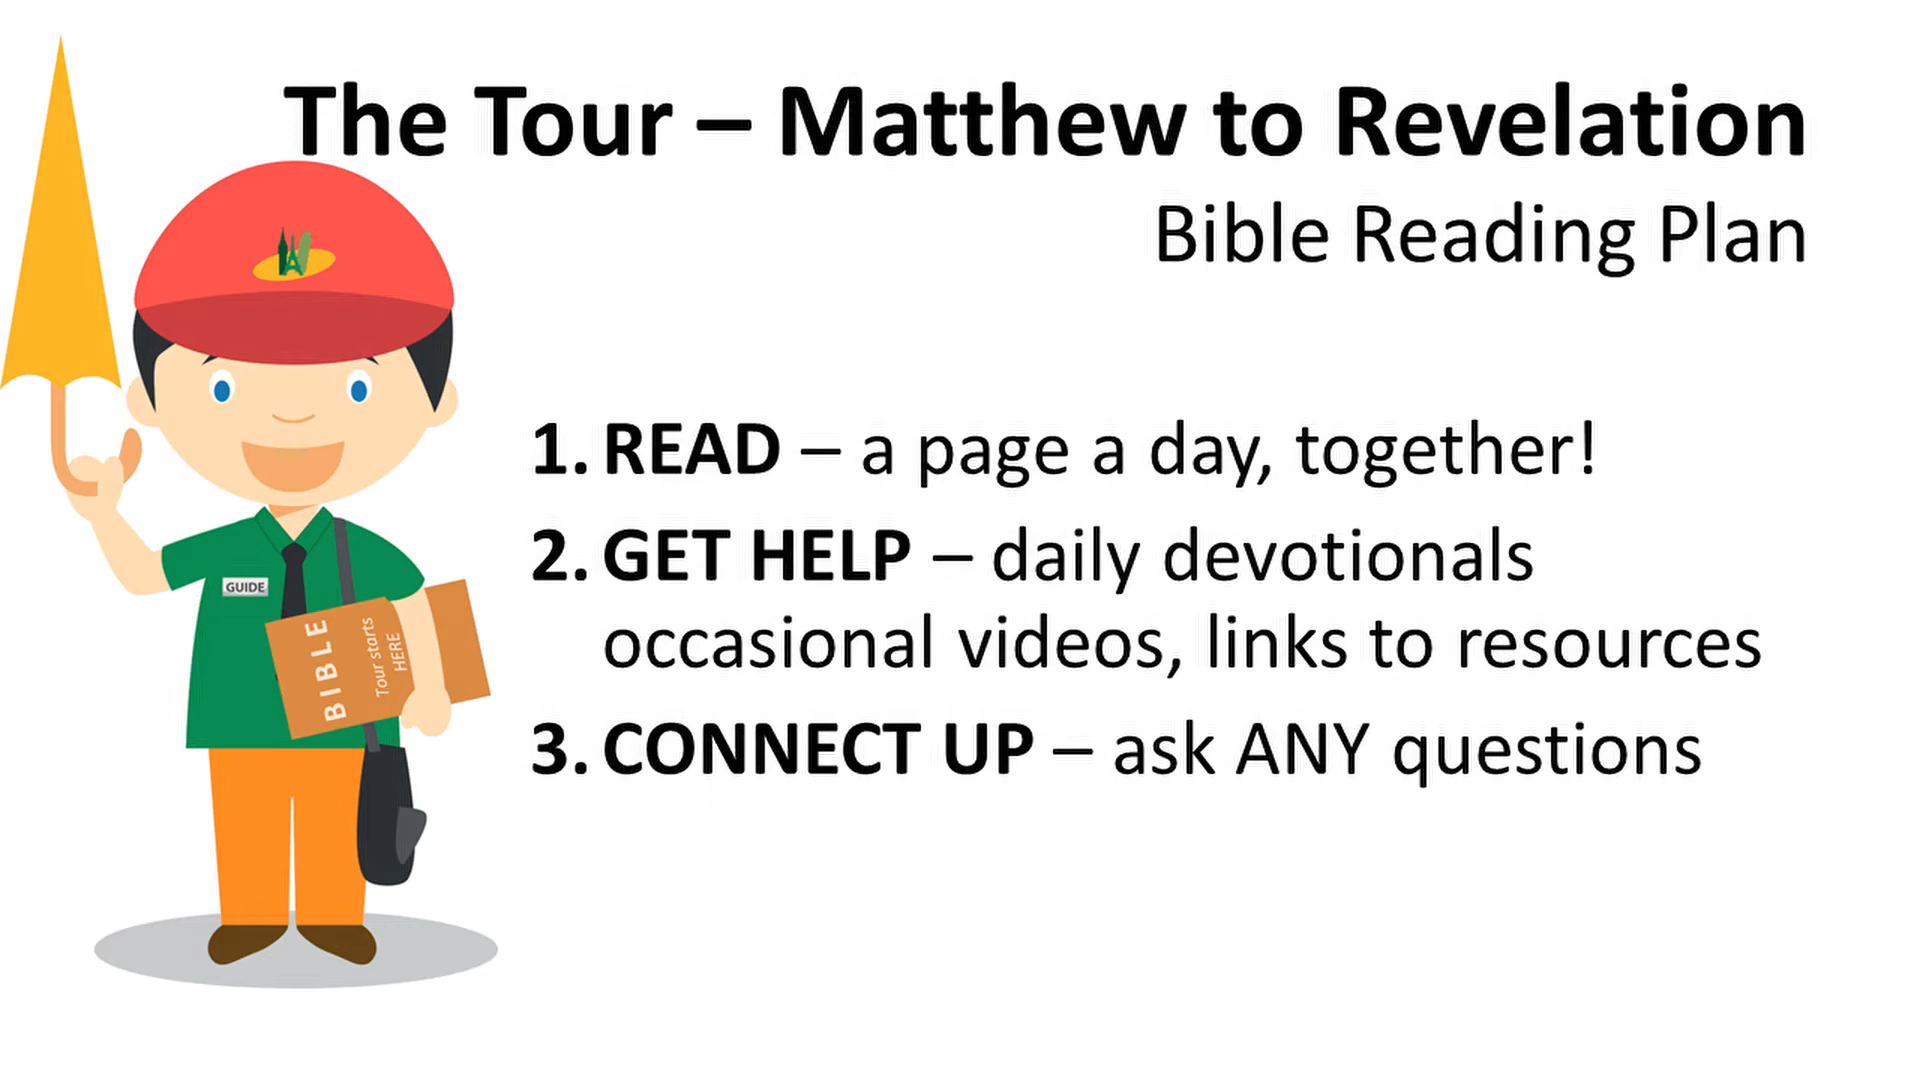 The Tour – Matthew to Revelation
Bible Reading Plan
1. READ – a page a day, together!
2. GET HELP – daily devotionals
occasional videos, links to resources
3. CONNECT UP – ask ANY questions
GUIDE
BIBLE
Tour starts
HERE